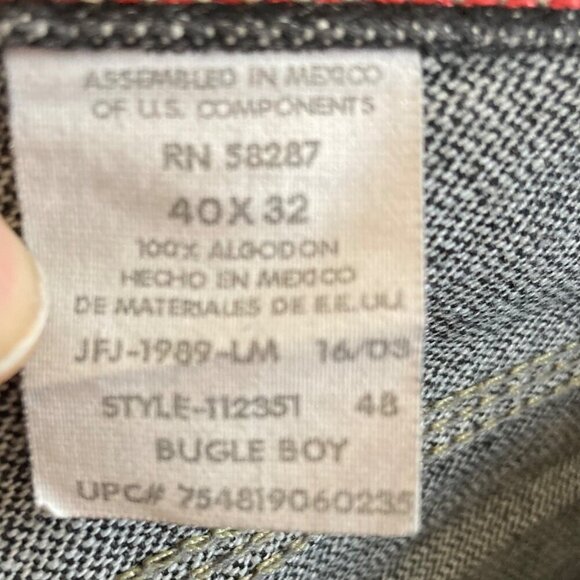 ASSEMBLED IN MEXICO
OF U.S. COMPONENTS
RN 58287
40X32
100% ALGODON
HECHO EN MEXICO
DE MATERIALES DE E.E.U.U.
JFJ-1989-LM 16/03
STYLE-112351 48
BUGLE BOY
UPC# 754819060235